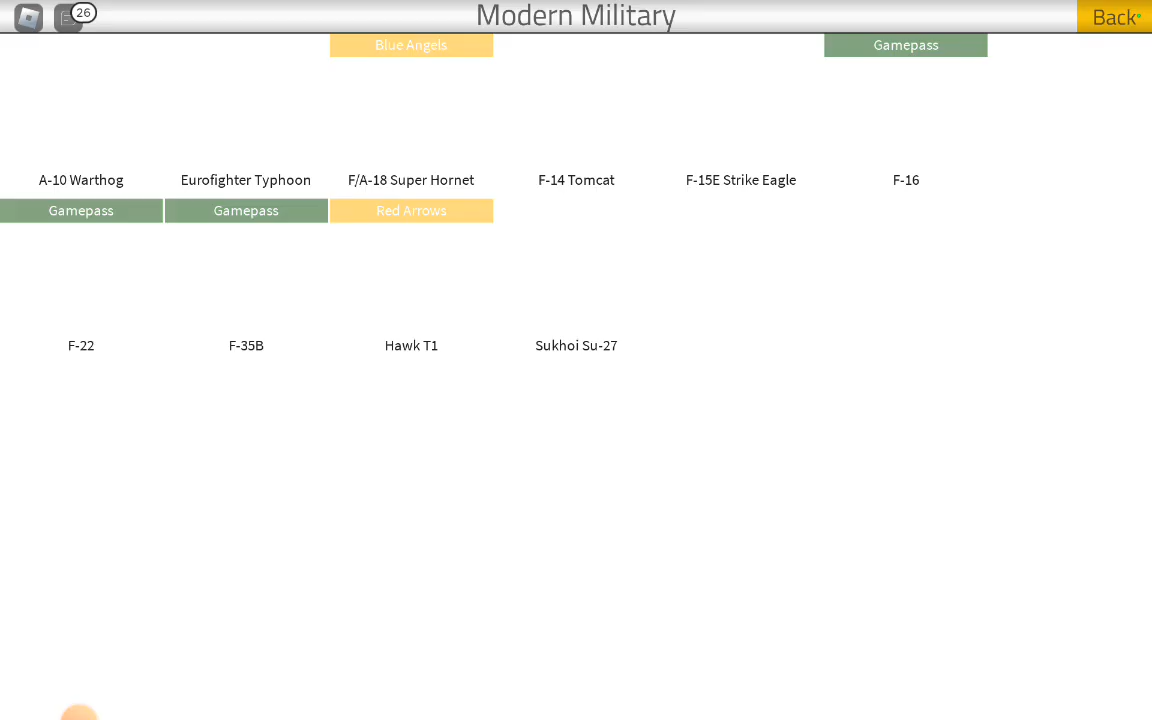 26
Modern Military
Back
Blue Angels
Gamepass
A-10 Warthog
Eurofighter Typhoon
F/A-18 Super Hornet
F-14 Tomcat
F-15E Strike Eagle
F-16
Gamepass
Gamepass
Red Arrows
F-22
F-35B
Hawk T1
Sukhoi Su-27